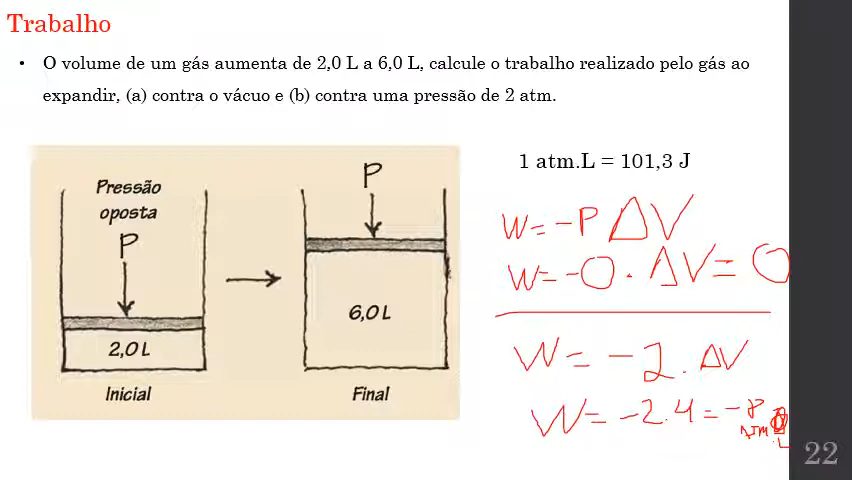 Trabalho
• O volume de um gás aumenta de 2,0 L a 6,0 L, calcule o trabalho realizado pelo gás ao
expandir, (a) contra o vácuo e (b) contra uma pressão de 2 atm.
Pressão
oposta
P
2,0 L
Inicial
P
6,0 L
Final
1 atm.L = 101,3 J
W = -P ΔV
W = -0 . ΔV = 0
W = -2 . ΔV
W = -2.4 = -8
ATM
.L
22